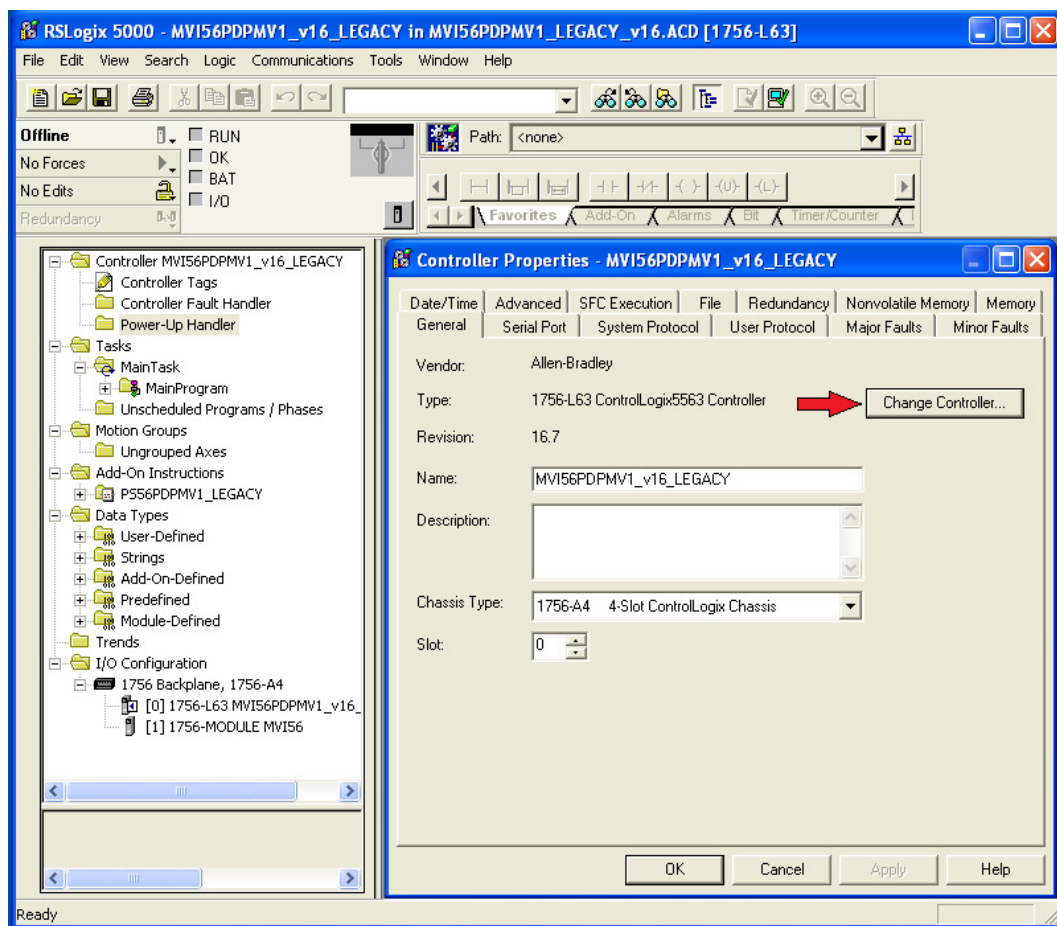 RSLogix 5000 - MVI56PDPMV1_v16_LEGACY in MVI56PDPMV1_LEGACY_v16.ACD [1756-L63]
File Edit View Search Logic Communications Tools Window Help
Offline
RUN
No Forces
OK
No Edits
BAT
Redundancy
I/O
Path: <none>
Favorites Add-On Alarms Bit Timer/Counter
Controller MVI56PDPMV1_v16_LEGACY
Controller Tags
Controller Fault Handler
Power-Up Handler
Tasks
MainTask
MainProgram
Unscheduled Programs / Phases
Motion Groups
Ungrouped Axes
Add-On Instructions
PS56PDPMV1_LEGACY
Data Types
User-Defined
Strings
Add-On-Defined
Predefined
Module-Defined
Trends
I/O Configuration
1756 Backplane, 1756-A4
[0] 1756-L63 MVI56PDPMV1_v16_
[1] 1756-MODULE MVI56
Controller Properties - MVI56PDPMV1_v16_LEGACY
Date/Time Advanced SFC Execution File Redundancy Nonvolatile Memory Memory
General Serial Port System Protocol User Protocol Major Faults Minor Faults
Vendor: Allen-Bradley
Type: 1756-L63 ControlLogix5563 Controller Change Controller...
Revision: 16.7
Name: MVI56PDPMV1_v16_LEGACY
Description:
Chassis Type: 1756-A4 4-Slot ControlLogix Chassis
Slot: 0
OK Cancel Apply Help
Ready